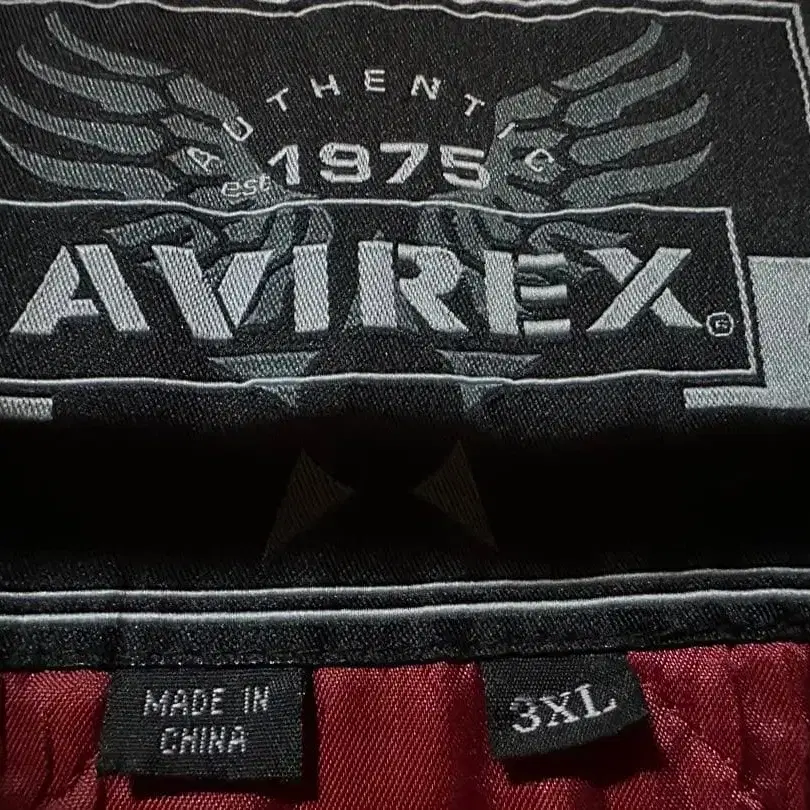 AUTHENTIC
est 1975
AVIREX®
MADE IN
CHINA
3XL